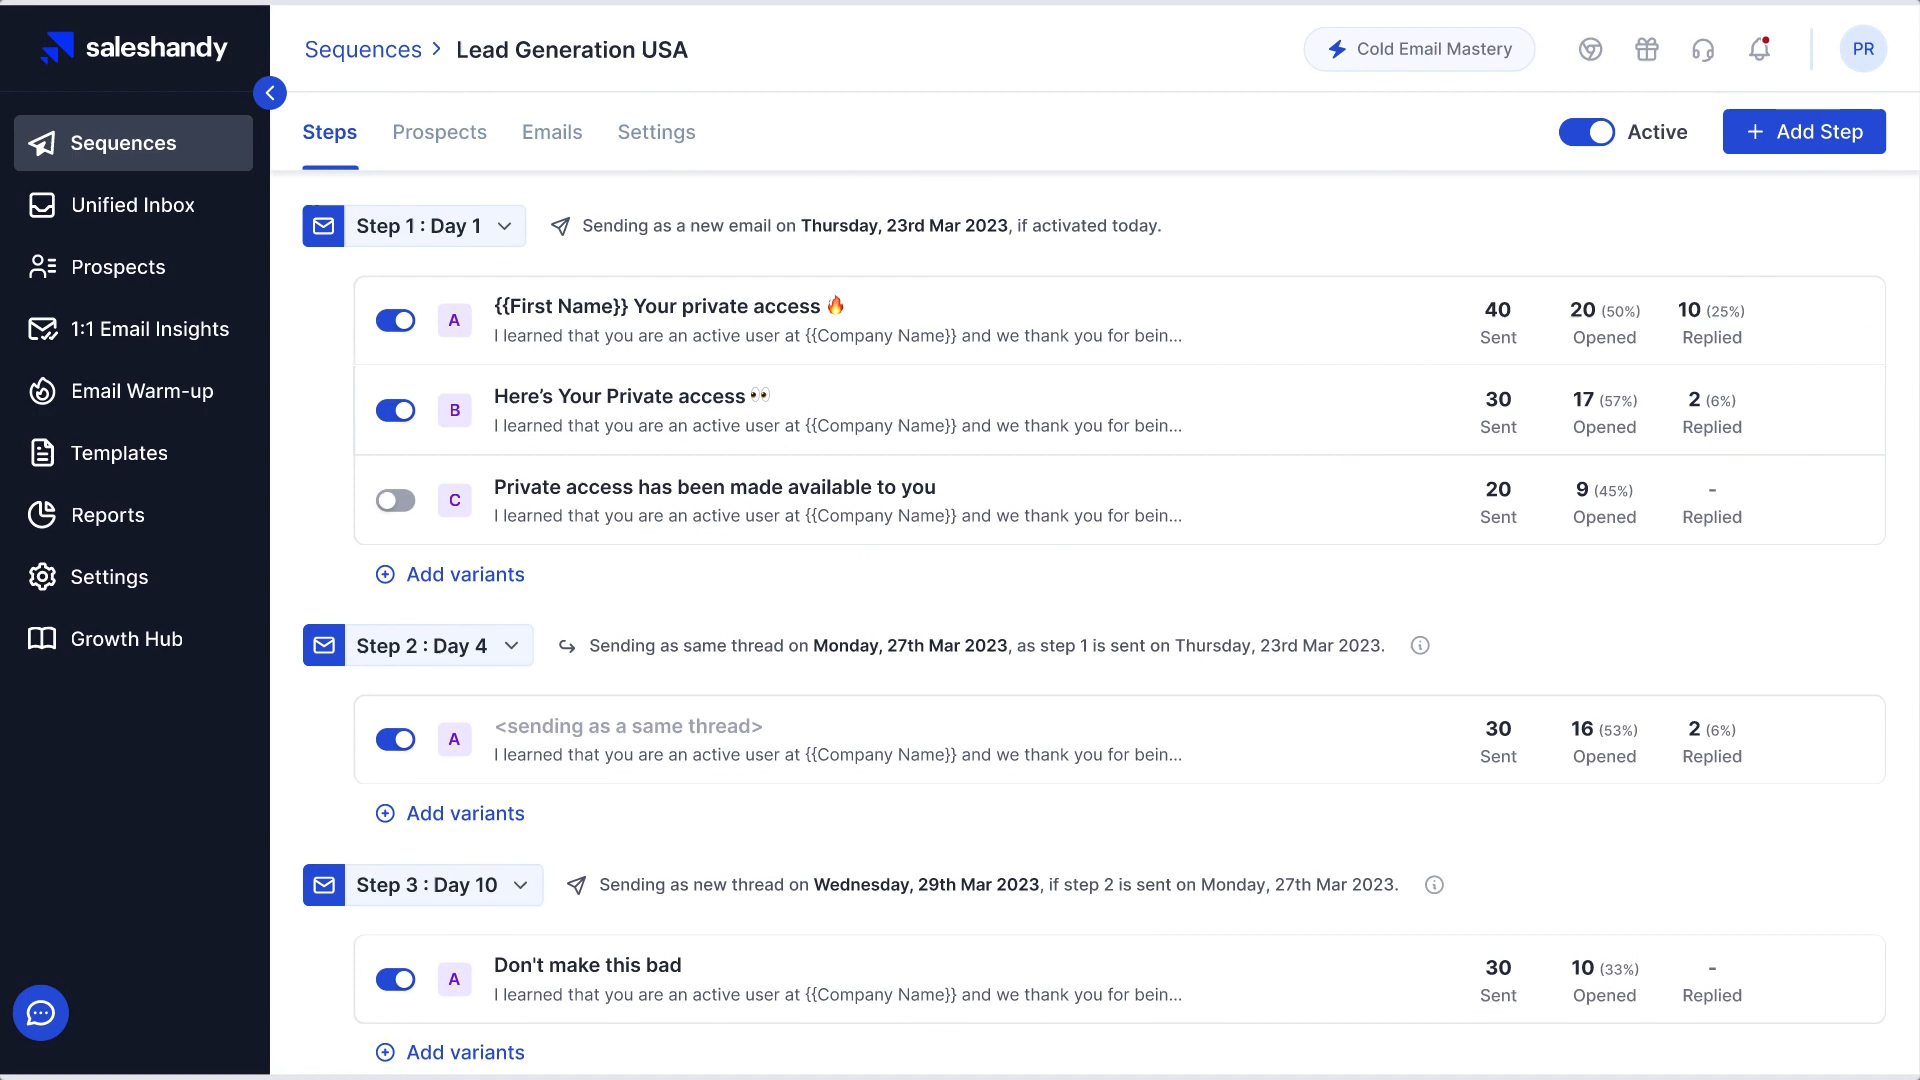 saleshandy
Sequences > Lead Generation USA
Cold Email Mastery
PR
Sequences
Unified Inbox
Prospects
1:1 Email Insights
Email Warm-up
Templates
Reports
Settings
Growth Hub
Steps Prospects Emails Settings
Active
+ Add Step
Step 1 : Day 1
Sending as a new email on Thursday, 23rd Mar 2023, if activated today.
A
{{First Name}} Your private access 🔥
I learned that you are an active user at {{Company Name}} and we thank you for bein...
40 20 (50%) 10 (25%)
Sent Opened Replied
B
Here’s Your Private access 👀
I learned that you are an active user at {{Company Name}} and we thank you for bein...
30 17 (57%) 2 (6%)
Sent Opened Replied
C
Private access has been made available to you
I learned that you are an active user at {{Company Name}} and we thank you for bein...
20 9 (45%) -
Sent Opened Replied
Add variants
Step 2 : Day 4
Sending as same thread on Monday, 27th Mar 2023, as step 1 is sent on Thursday, 23rd Mar 2023.
A
<sending as a same thread>
I learned that you are an active user at {{Company Name}} and we thank you for bein...
30 16 (53%) 2 (6%)
Sent Opened Replied
Add variants
Step 3 : Day 10
Sending as new thread on Wednesday, 29th Mar 2023, if step 2 is sent on Monday, 27th Mar 2023.
A
Don't make this bad
I learned that you are an active user at {{Company Name}} and we thank you for bein...
30 10 (33%) -
Sent Opened Replied
Add variants